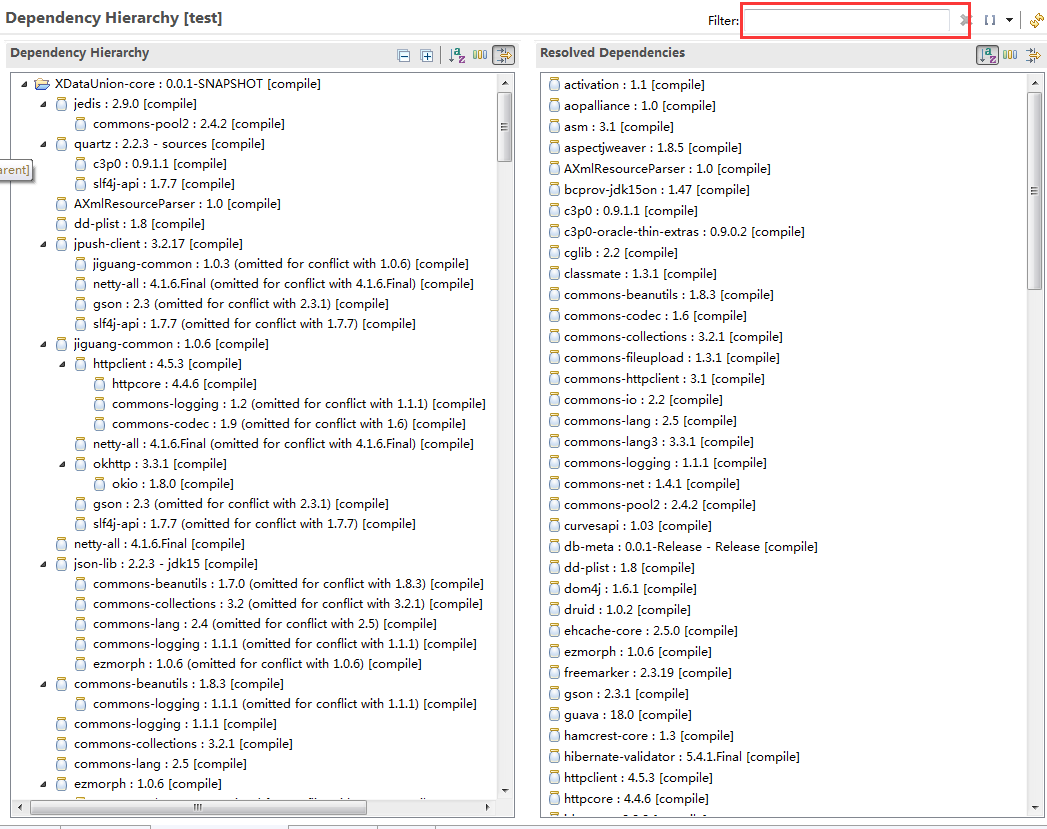 Dependency Hierarchy [test]
Filter:
Dependency Hierarchy
XDataUnion-core : 0.0.1-SNAPSHOT [compile]
jedis : 2.9.0 [compile]
commons-pool2 : 2.4.2 [compile]
quartz : 2.2.3 - sources [compile]
c3p0 : 0.9.1.1 [compile]
arent]
slf4j-api : 1.7.7 [compile]
AXmlResourceParser : 1.0 [compile]
dd-plist : 1.8 [compile]
jpush-client : 3.2.17 [compile]
jiguang-common : 1.0.3 (omitted for conflict with 1.0.6) [compile]
netty-all : 4.1.6.Final (omitted for conflict with 4.1.6.Final) [compile]
gson : 2.3 (omitted for conflict with 2.3.1) [compile]
slf4j-api : 1.7.7 (omitted for conflict with 1.7.7) [compile]
jiguang-common : 1.0.6 [compile]
httpclient : 4.5.3 [compile]
httpcore : 4.4.6 [compile]
commons-logging : 1.2 (omitted for conflict with 1.1.1) [compile]
commons-codec : 1.9 (omitted for conflict with 1.6) [compile]
netty-all : 4.1.6.Final (omitted for conflict with 4.1.6.Final) [compile]
okhttp : 3.3.1 [compile]
okio : 1.8.0 [compile]
gson : 2.3 (omitted for conflict with 2.3.1) [compile]
slf4j-api : 1.7.7 (omitted for conflict with 1.7.7) [compile]
netty-all : 4.1.6.Final [compile]
json-lib : 2.2.3 - jdk15 [compile]
commons-beanutils : 1.7.0 (omitted for conflict with 1.8.3) [compile]
commons-collections : 3.2 (omitted for conflict with 3.2.1) [compile]
commons-lang : 2.4 (omitted for conflict with 2.5) [compile]
commons-logging : 1.1.1 (omitted for conflict with 1.1.1) [compile]
ezmorph : 1.0.6 (omitted for conflict with 1.0.6) [compile]
commons-beanutils : 1.8.3 [compile]
commons-logging : 1.1.1 (omitted for conflict with 1.1.1) [compile]
commons-logging : 1.1.1 [compile]
commons-collections : 3.2.1 [compile]
commons-lang : 2.5 [compile]
ezmorph : 1.0.6 [compile]
Resolved Dependencies
activation : 1.1 [compile]
aopalliance : 1.0 [compile]
asm : 3.1 [compile]
aspectjweaver : 1.8.5 [compile]
AXmlResourceParser : 1.0 [compile]
bcprov-jdk15on : 1.47 [compile]
c3p0 : 0.9.1.1 [compile]
c3p0-oracle-thin-extras : 0.9.0.2 [compile]
cglib : 2.2 [compile]
classmate : 1.3.1 [compile]
commons-beanutils : 1.8.3 [compile]
commons-codec : 1.6 [compile]
commons-collections : 3.2.1 [compile]
commons-fileupload : 1.3.1 [compile]
commons-httpclient : 3.1 [compile]
commons-io : 2.2 [compile]
commons-lang : 2.5 [compile]
commons-lang3 : 3.3.1 [compile]
commons-logging : 1.1.1 [compile]
commons-net : 1.4.1 [compile]
commons-pool2 : 2.4.2 [compile]
curvesapi : 1.03 [compile]
db-meta : 0.0.1-Release - Release [compile]
dd-plist : 1.8 [compile]
dom4j : 1.6.1 [compile]
druid : 1.0.2 [compile]
ehcache-core : 2.5.0 [compile]
ezmorph : 1.0.6 [compile]
freemarker : 2.3.19 [compile]
gson : 2.3.1 [compile]
guava : 18.0 [compile]
hamcrest-core : 1.3 [compile]
hibernate-validator : 5.4.1.Final [compile]
httpclient : 4.5.3 [compile]
httpcore : 4.4.6 [compile]